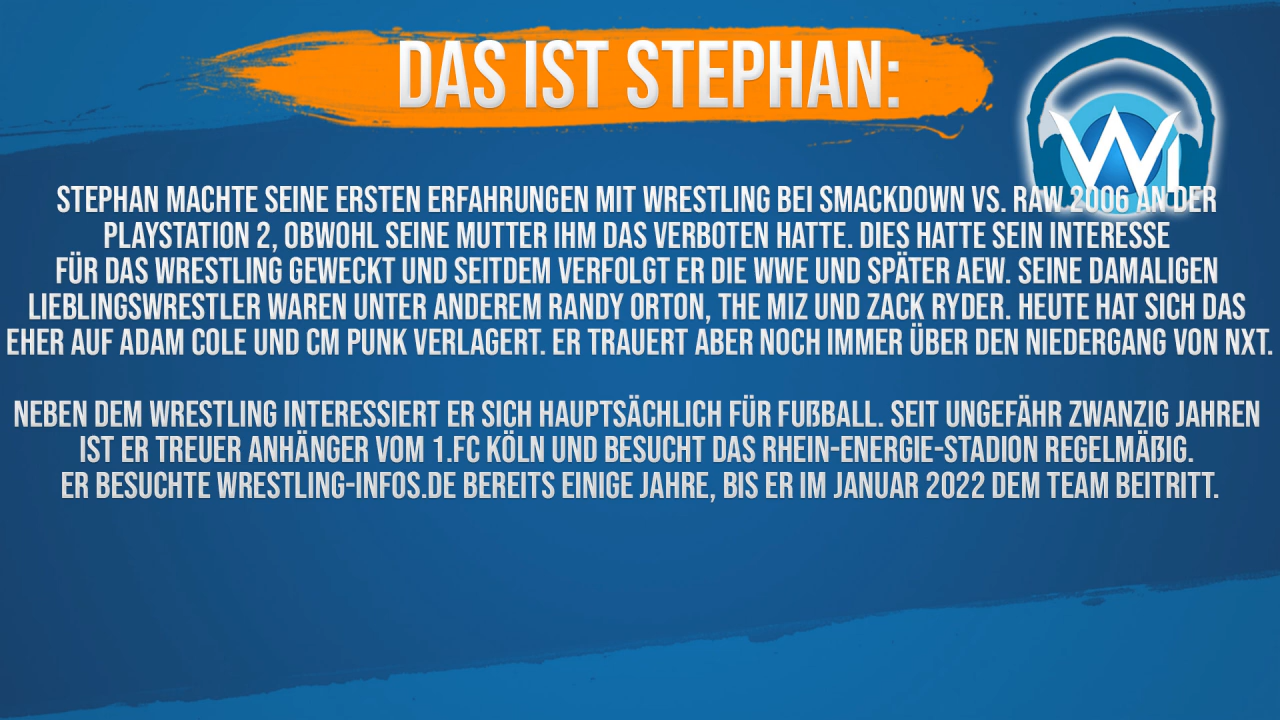 DAS IST STEPHAN:
Wi
STEPHAN MACHTE SEINE ERSTEN ERFAHRUNGEN MIT WRESTLING BEI SMACKDOWN VS. RAW 2006 AN DER
PLAYSTATION 2, OBWOHL SEINE MUTTER IHM DAS VERBOTEN HATTE. DIES HATTE SEIN INTERESSE
FÜR DAS WRESTLING GEWECKT UND SEITDEM VERFOLGT ER DIE WWE UND SPÄTER AEW. SEINE DAMALIGEN
LIEBLINGSWRESTLER WAREN UNTER ANDEREM RANDY ORTON, THE MIZ UND ZACK RYDER. HEUTE HAT SICH DAS
EHER AUF ADAM COLE UND CM PUNK VERLAGERT. ER TRAUERT ABER NOCH IMMER ÜBER DEN NIEDERGANG VON NXT.
NEBEN DEM WRESTLING INTERESSIERT ER SICH HAUPTSÄCHLICH FÜR FUßBALL. SEIT UNGEFÄHR ZWANZIG JAHREN
IST ER TREUER ANHÄNGER VOM 1.FC KÖLN UND BESUCHT DAS RHEIN-ENERGIE-STADION REGELMÄßIG.
ER BESUCHTE WRESTLING-INFOS.DE BEREITS EINIGE JAHRE, BIS ER IM JANUAR 2022 DEM TEAM BEITRITT.